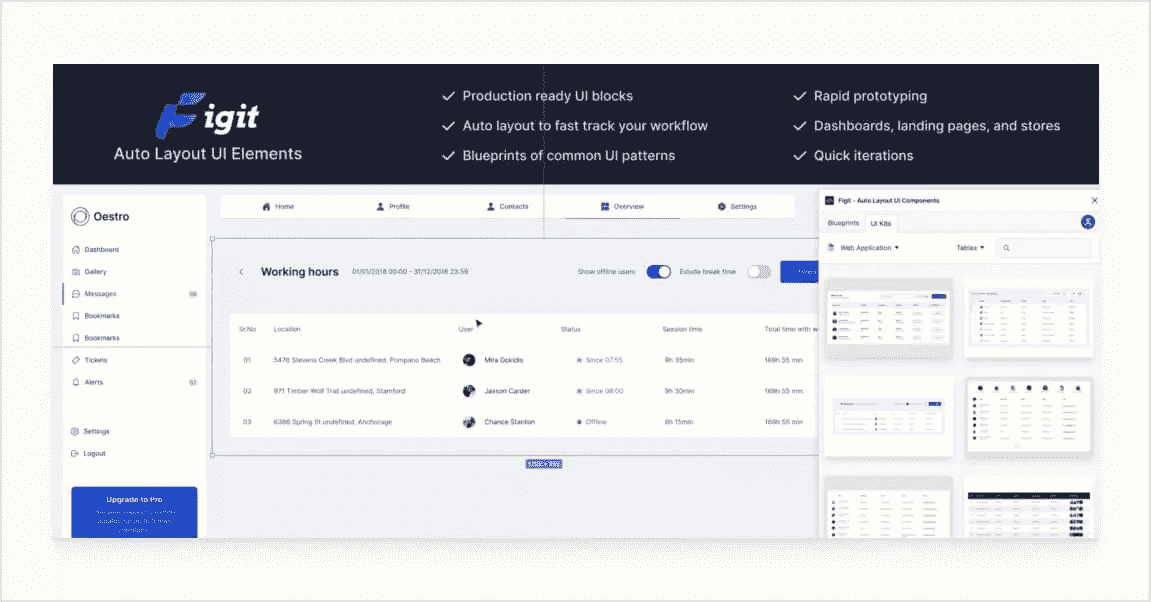 Figit
Auto Layout UI Elements
Production ready UI blocks
Auto layout to fast track your workflow
Blueprints of common UI patterns
Rapid prototyping
Dashboards, landing pages, and stores
Quick iterations
Oestro
Dashboard
Gallery
Messages
Bookmarks
Bookmarks
Tickets
Alerts
Settings
Logout
Upgrade to Pro
Home
Profile
Contacts
Overview
Settings
Working hours 01/01/2018 00:00 - 31/12/2018 23:59
Show offline users
Exlude break time
Sr.No Location User Status Session time Total time with
01 5478 Stevens Creek Blvd undefined, Pompano Beach Mira Dokidis Since 07:55 9h 35min 169h 55 min
02 971 Timber Wolf Trail undefined, Stamford Jaxson Carder Since 08:00 9h 30min 169h 55 min
03 6388 Spring St undefined, Anchorage Chance Stanton Offline 8h 15min 169h 55 min
Figit - Auto Layout UI Components
Blueprints UI Kits
Web Application Tables